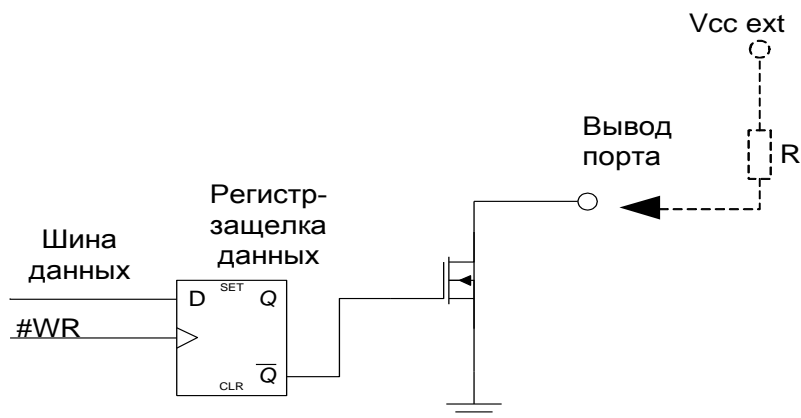 Vcc ext
R
Вывод
порта
Регистр-
защелка
данных
Шина
данных
#WR
D
SET
Q
CLR
Q̅